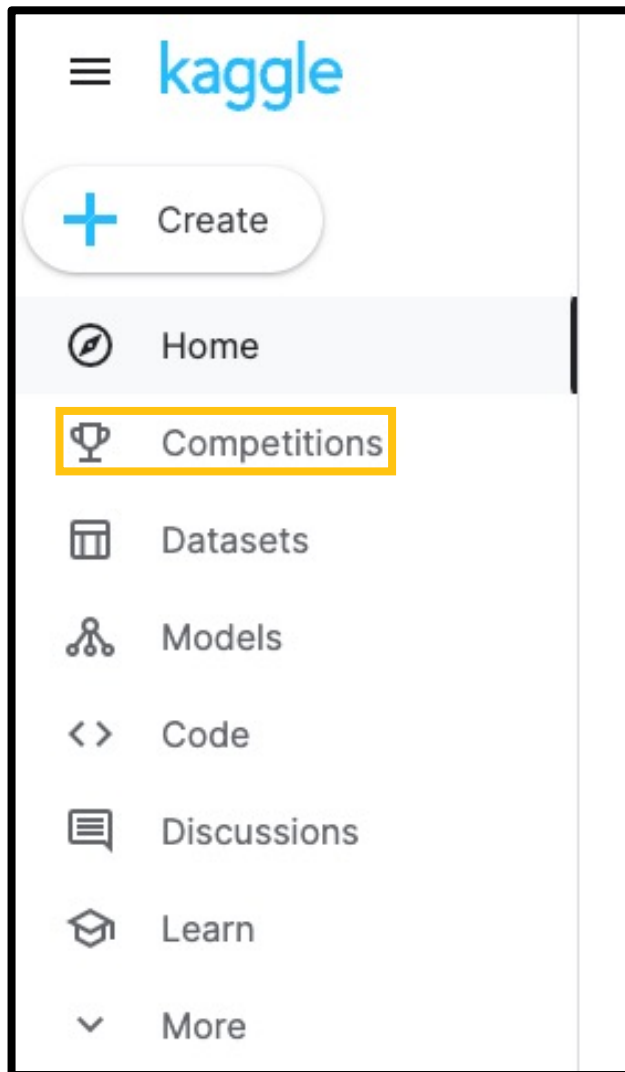 kaggle
Create
Home
Competitions
Datasets
Models
Code
Discussions
Learn
More